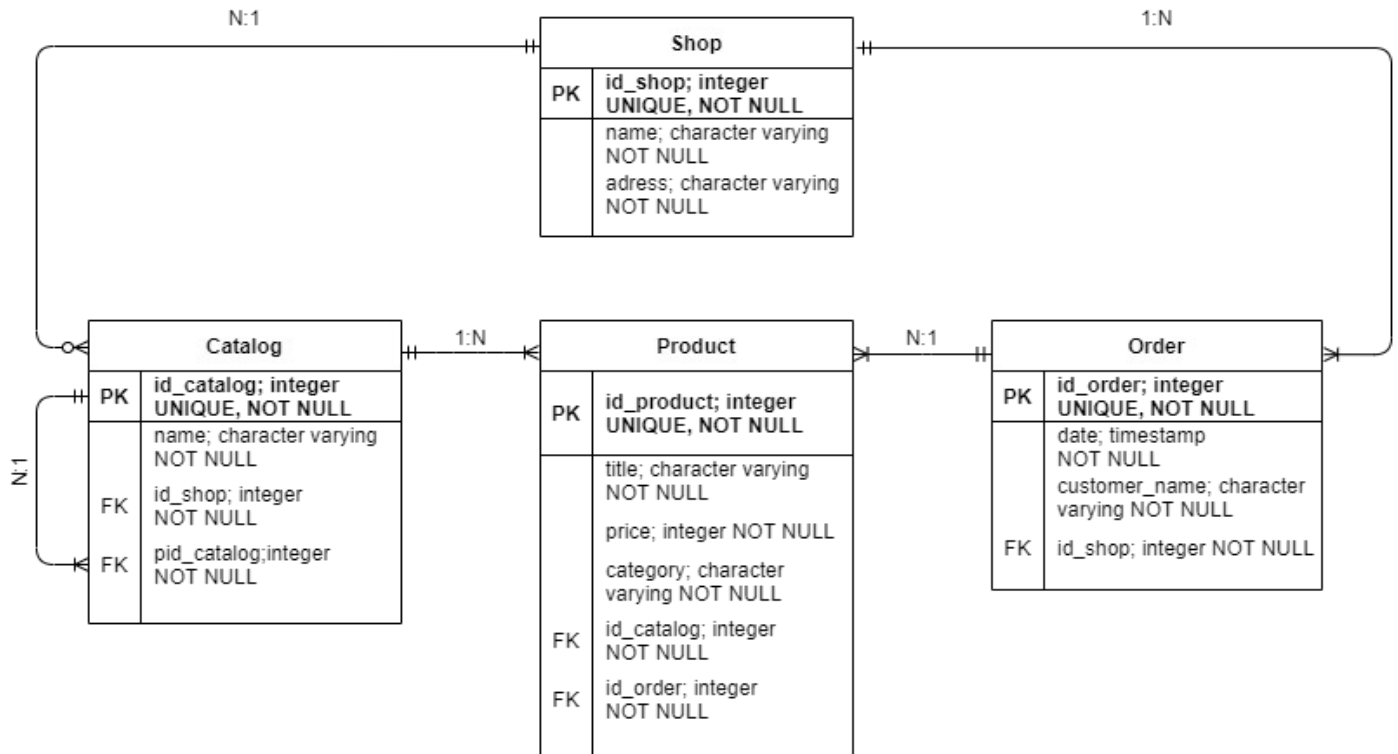 N:1
1:N
Shop
PK
id_shop; integer
UNIQUE, NOT NULL
name; character varying
NOT NULL
adress; character varying
NOT NULL
Catalog
PK
id_catalog; integer
UNIQUE, NOT NULL
name; character varying
NOT NULL
FK
id_shop; integer
NOT NULL
FK
pid_catalog;integer
NOT NULL
N:1
1:N
Product
PK
id_product; integer
UNIQUE, NOT NULL
title; character varying
NOT NULL
price; integer NOT NULL
category; character
varying NOT NULL
FK
id_catalog; integer
NOT NULL
FK
id_order; integer
NOT NULL
N:1
Order
PK
id_order; integer
UNIQUE, NOT NULL
date; timestamp
NOT NULL
customer_name; character
varying NOT NULL
FK
id_shop; integer NOT NULL